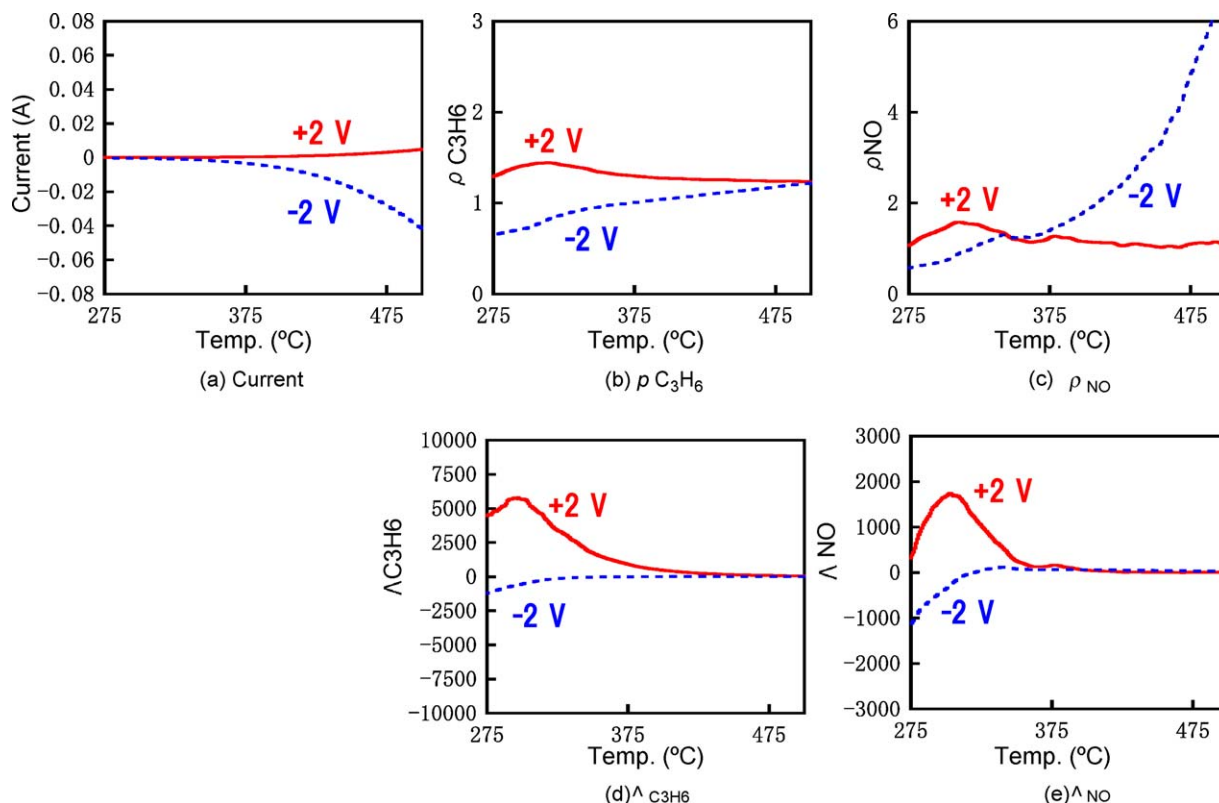 Current (A)
0.08
0.06
0.04
0.02
0
-0.02
-0.04
-0.06
-0.08
+2 V
-2 V
275
375
475
Temp. (ºC)
(a) Current
ρ C3H6
3
2
1
0
+2 V
-2 V
275
375
475
Temp. (ºC)
(b) p C₃H₆
ρNO
6
4
2
0
+2 V
-2 V
275
375
475
Temp. (ºC)
(c) ρ NO
ΛC3H6
10000
7500
5000
2500
0
-2500
-5000
-7500
-10000
+2 V
-2 V
275
375
475
Temp. (ºC)
(d)^ C3H6
Λ NO
3000
2000
1000
0
-1000
-2000
-3000
+2 V
-2 V
275
375
475
Temp. (ºC)
(e)^ NO